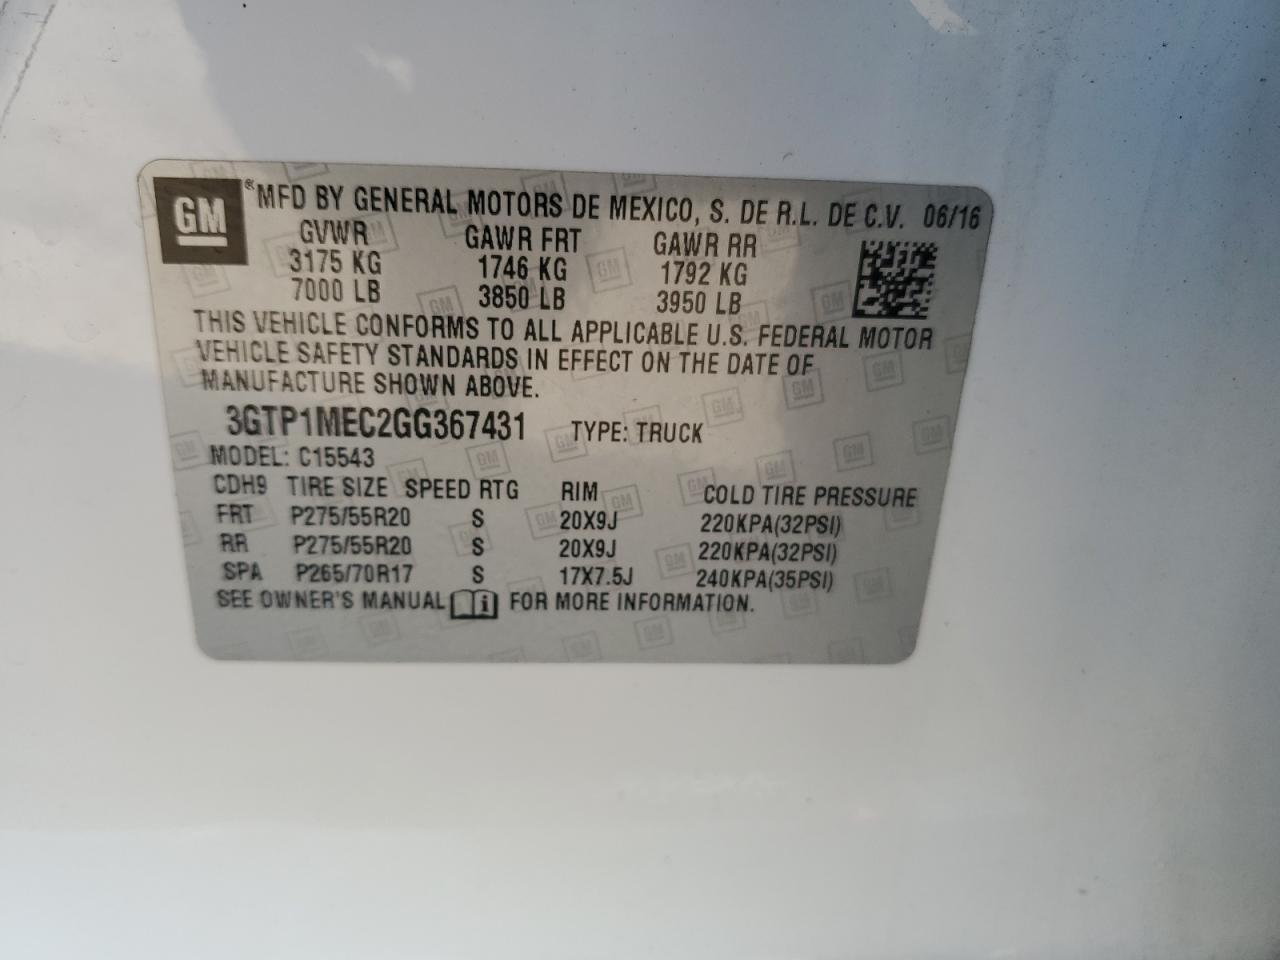 GM ® MFD BY GENERAL MOTORS DE MEXICO, S. DE R.L. DE C.V. 06/16
GVWR GAWR FRT GAWR RR
3175 KG 1746 KG 1792 KG
7000 LB 3850 LB 3950 LB
THIS VEHICLE CONFORMS TO ALL APPLICABLE U.S. FEDERAL MOTOR
VEHICLE SAFETY STANDARDS IN EFFECT ON THE DATE OF
MANUFACTURE SHOWN ABOVE.
3GTP1MEC2GG367431 TYPE: TRUCK
MODEL: C15543
CDH9 TIRE SIZE SPEED RTG RIM COLD TIRE PRESSURE
FRT P275/55R20 S 20X9J 220KPA(32PSI)
RR P275/55R20 S 20X9J 220KPA(32PSI)
SPA P265/70R17 S 17X7.5J 240KPA(35PSI)
SEE OWNER'S MANUAL i FOR MORE INFORMATION.